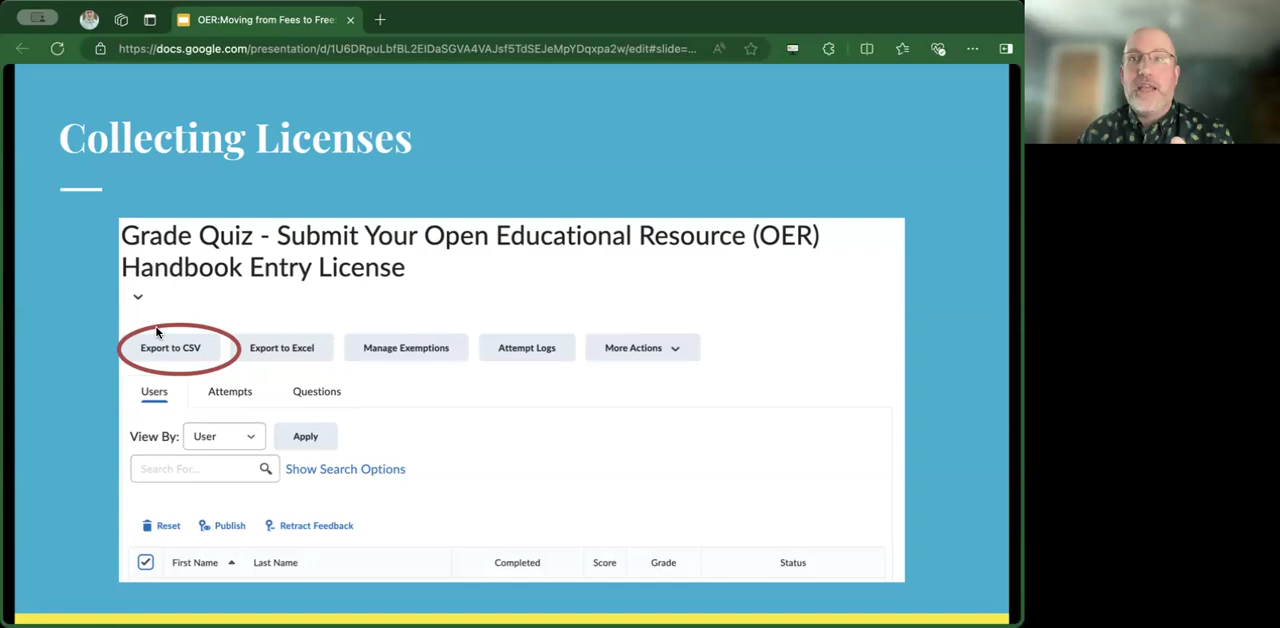 OER:Moving from Fees to Free:
https://docs.google.com/presentation/d/1U6DRpuLbfBL2EIDaSGVA4VAJsf5TdSEJeMpYDqxpa2w/edit#slide=...
Collecting Licenses
Grade Quiz - Submit Your Open Educational Resource (OER)
Handbook Entry License
Export to CSV Export to Excel Manage Exemptions Attempt Logs More Actions
Users Attempts Questions
View By: User Apply
Search For... Show Search Options
Reset Publish Retract Feedback
First Name Last Name Completed Score Grade Status